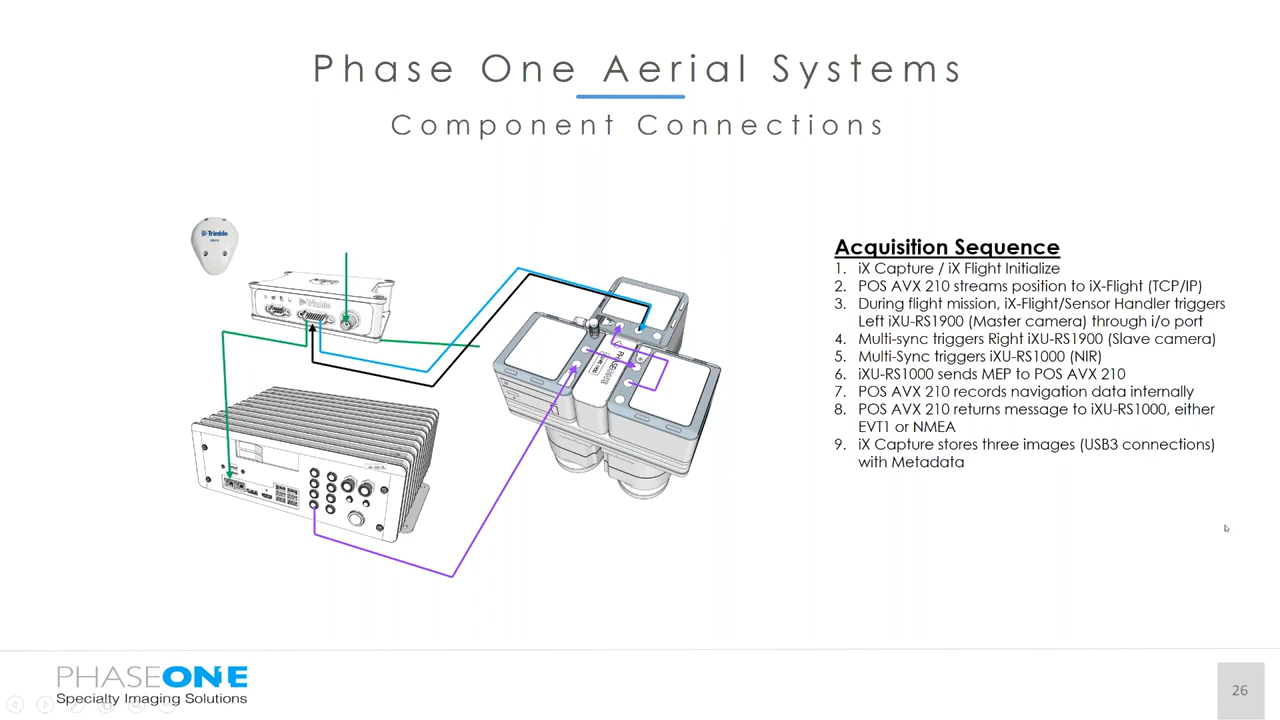 Phase One Aerial Systems
Component Connections
Trimble
Trimble
Acquisition Sequence
1. iX Capture / iX Flight Initialize
2. POS AVX 210 streams position to iX-Flight (TCP/IP)
3. During flight mission, iX-Flight/Sensor Handler triggers
Left iXU-RS1900 (Master camera) through i/o port
4. Multi-sync triggers Right iXU-RS1900 (Slave camera)
5. Multi-Sync triggers iXU-RS1000 (NIR)
6. iXU-RS1000 sends MEP to POS AVX 210
7. POS AVX 210 records navigation data internally
8. POS AVX 210 returns message to iXU-RS1000, either
EVT1 or NMEA
9. iX Capture stores three images (USB3 connections)
with Metadata
PHASEONE
PHASEONE
Specialty Imaging Solutions
26